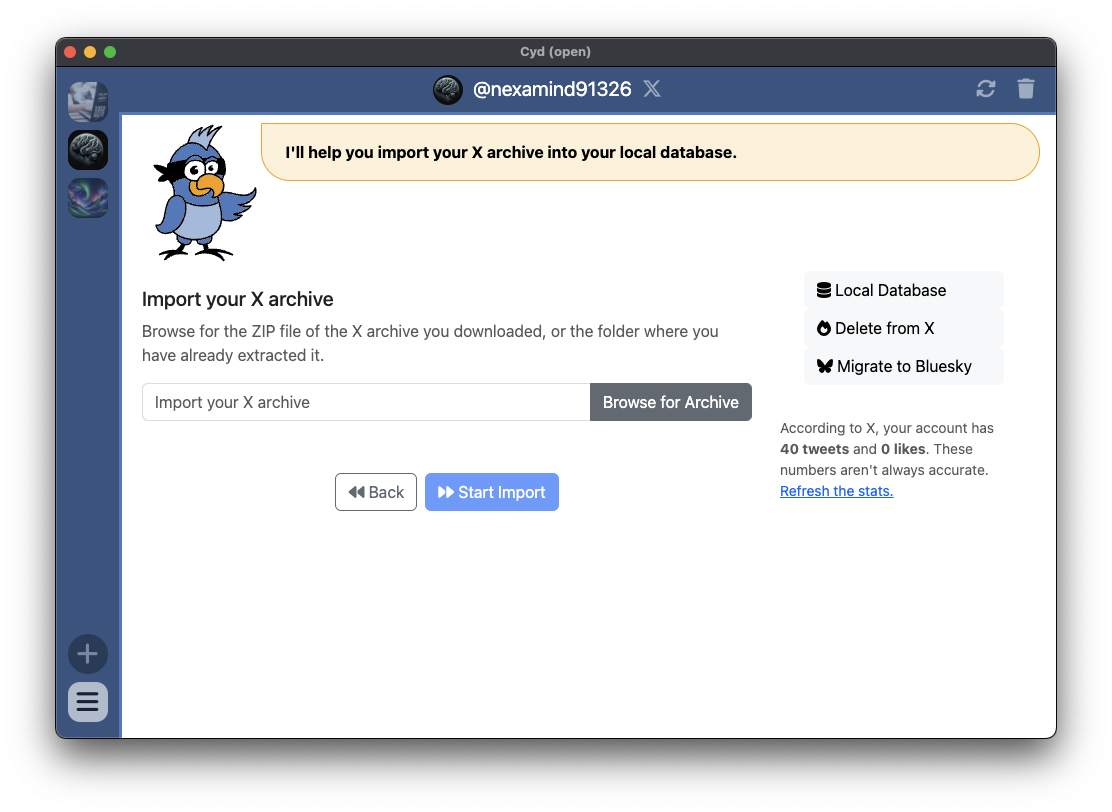 Cyd (open)
@nexamind91326
I'll help you import your X archive into your local database.
Import your X archive
Browse for the ZIP file of the X archive you downloaded, or the folder where you
have already extracted it.
Import your X archive
Browse for Archive
Back
Start Import
Local Database
Delete from X
Migrate to Bluesky
According to X, your account has
40 tweets and 0 likes. These
numbers aren't always accurate.
Refresh the stats.